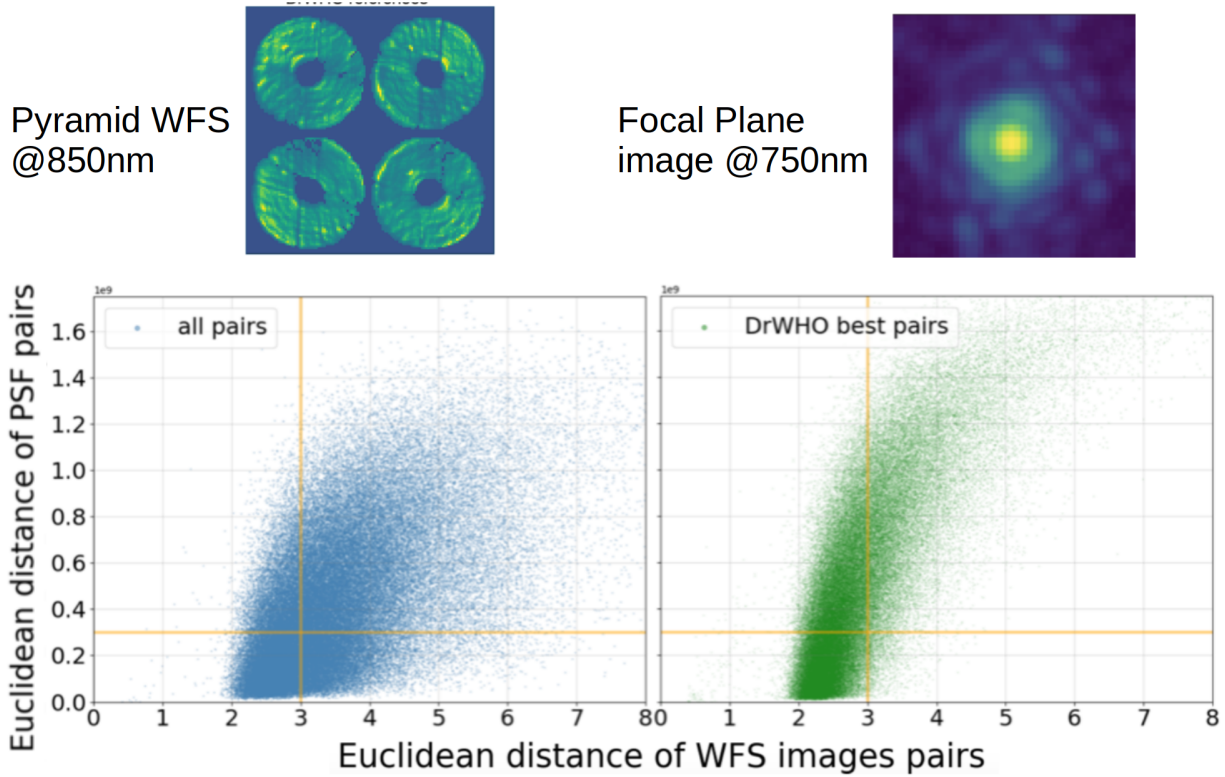 Pyramid WFS
@850nm
Focal Plane
image @750nm
1e9
all pairs
1.6
1.4
1.2
1.0
0.8
0.6
0.4
0.2
0.0
0 1 2 3 4 5 6 7 8
1e9
DrWHO best pairs
0 1 2 3 4 5 6 7 8
Euclidean distance of PSF pairs
Euclidean distance of WFS images pairs